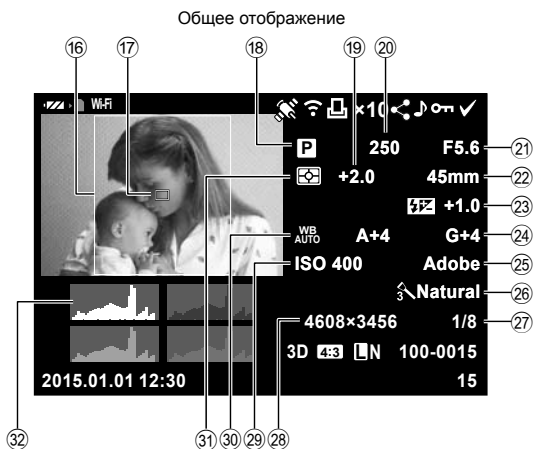 Общее отображение
⑯ ⑰ ⑱ ⑲ ⑳
Wi-Fi ×10
P 250 F5.6 ㉑
+2.0 45mm ㉒
+1.0 ㉓
WB AUTO A+4 G+4 ㉔
ISO 400 Adobe ㉕
3 Natural ㉖
4608×3456 1/8 ㉗
3D 4:3 L N 100-0015
2015.01.01 12:30 15
㉜ ㉛ ㉚ ㉙ ㉘